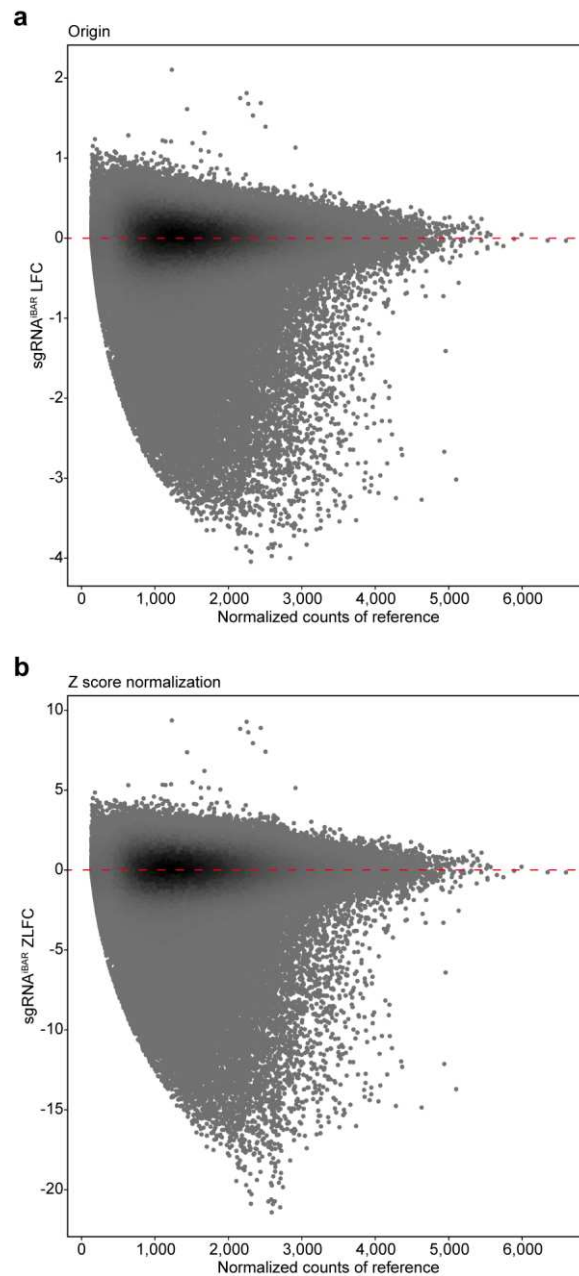 a
Origin
2
1
0
-1
-2
-3
-4
sgRNAiBAR LFC
0 1,000 2,000 3,000 4,000 5,000 6,000
Normalized counts of reference
b
Z score normalization
10
5
0
-5
-10
-15
-20
sgRNAiBAR ZLFC
0 1,000 2,000 3,000 4,000 5,000 6,000
Normalized counts of reference